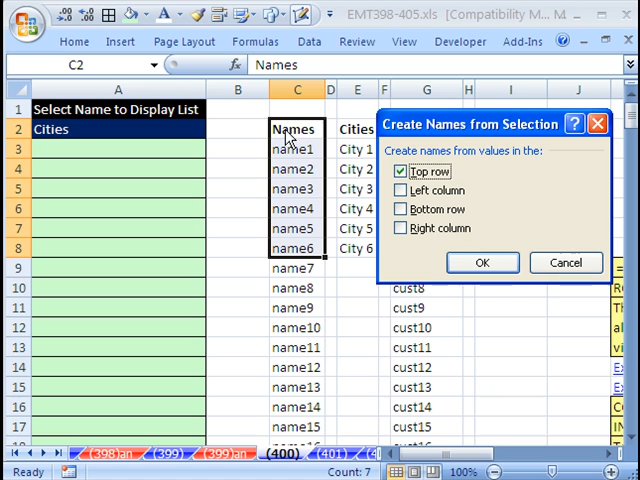 EMT398-405.xls [Compatibility M...
Home Insert Formulas Data Review View Developer Add-Ins
C2 fx Names
A B C D E F G H I J
1 Select Name to Display List
2 Cities Names Cities
3 name1 City 1
4 name2 City 2
5 name3 City 3
6 name4 City 4
7 name5 City 5
8 name6 City 6
9 name7
10 name8 cust8
11 name9 cust9
12 name10 cust10
13 name11 cust11
14 name12 cust12
15 name13 cust13
16 name14 cust14
17 name15 cust15
Create Names from Selection
Create names from values in the:
Top row
Left column
Bottom row
Right column
OK Cancel
(398)an (399) (399)an (400) (401)
Ready Count: 7 100%